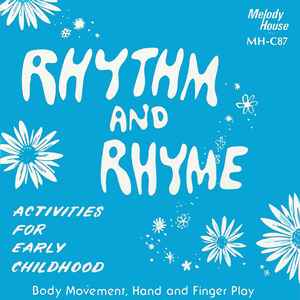 Melody
House
MH-C87
RHYTHM
AND
RHYME
ACTIVITIES
FOR
EARLY
CHILDHOOD
Body Movement, Hand and Finger Play